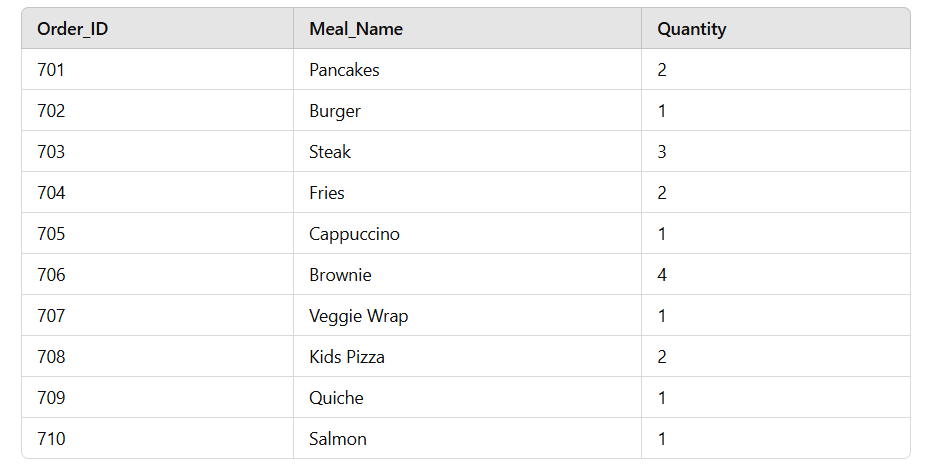 Order_ID Meal_Name Quantity
701 Pancakes 2
702 Burger 1
703 Steak 3
704 Fries 2
705 Cappuccino 1
706 Brownie 4
707 Veggie Wrap 1
708 Kids Pizza 2
709 Quiche 1
710 Salmon 1